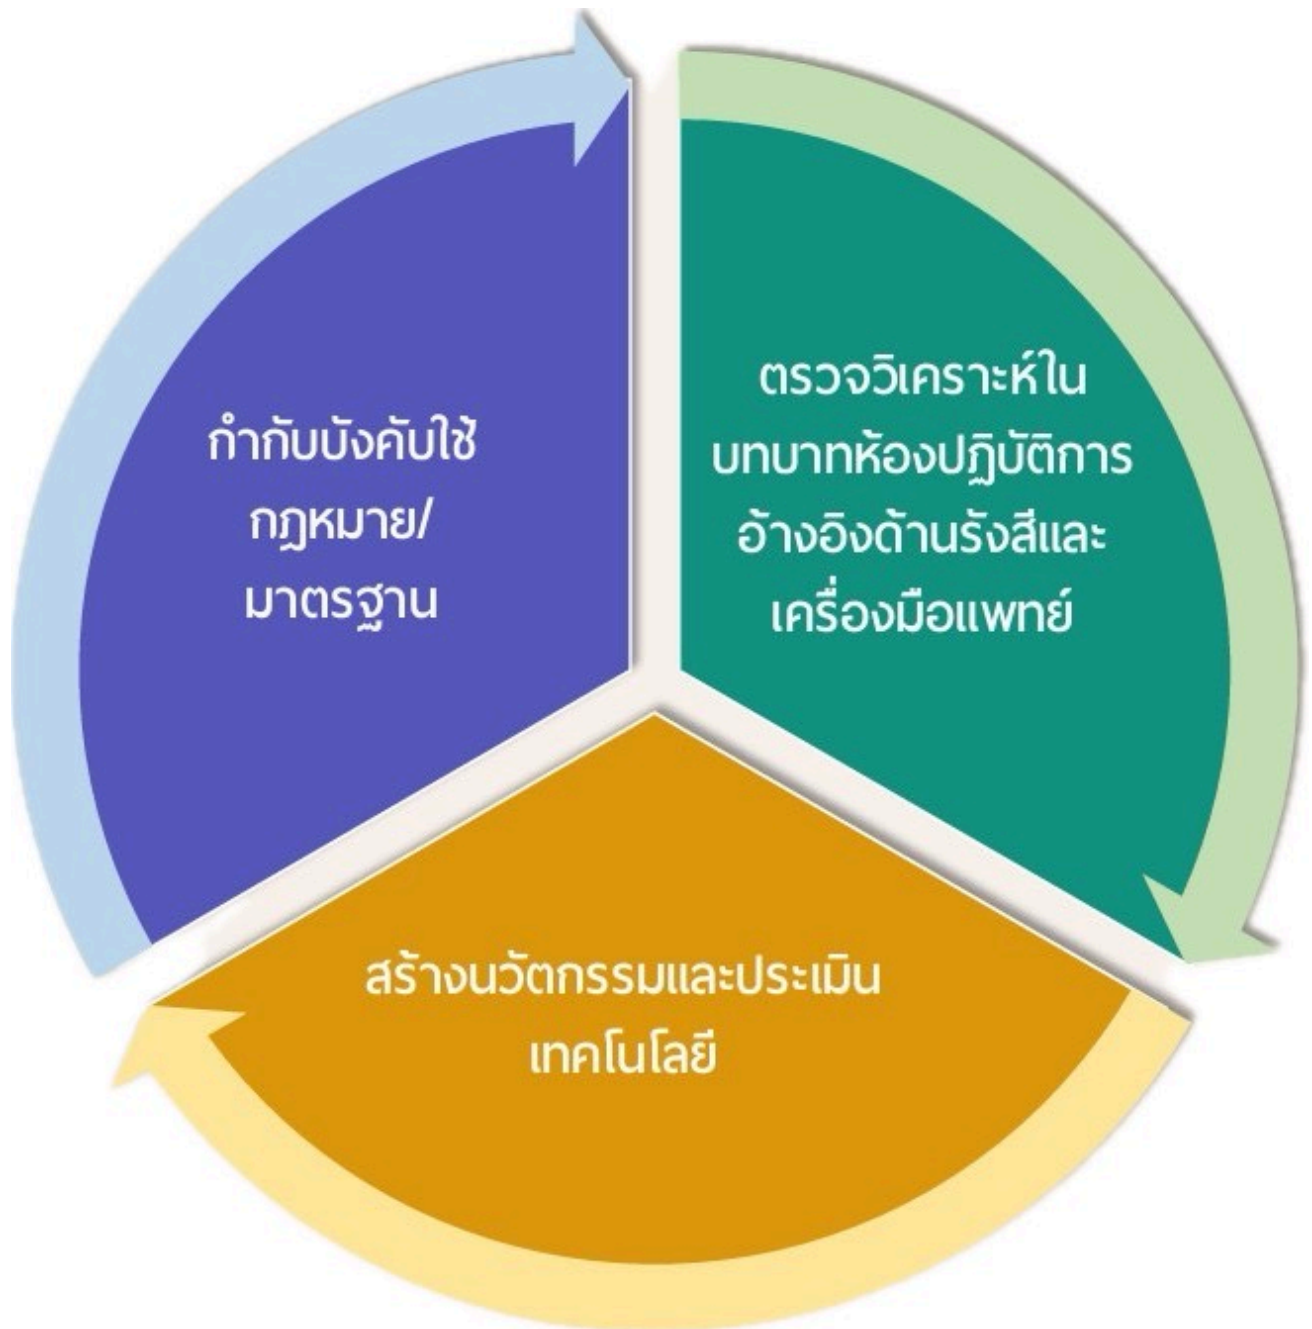 กำกับบังคับใช้
กฎหมาย/
มาตรฐาน
ตรวจวิเคราะห์ใน
บทบาทห้องปฏิบัติการ
อ้างอิงด้านรังสีและ
เครื่องมือแพทย์
สร้างนวัตกรรมและประเมิน
เทคโนโลยี